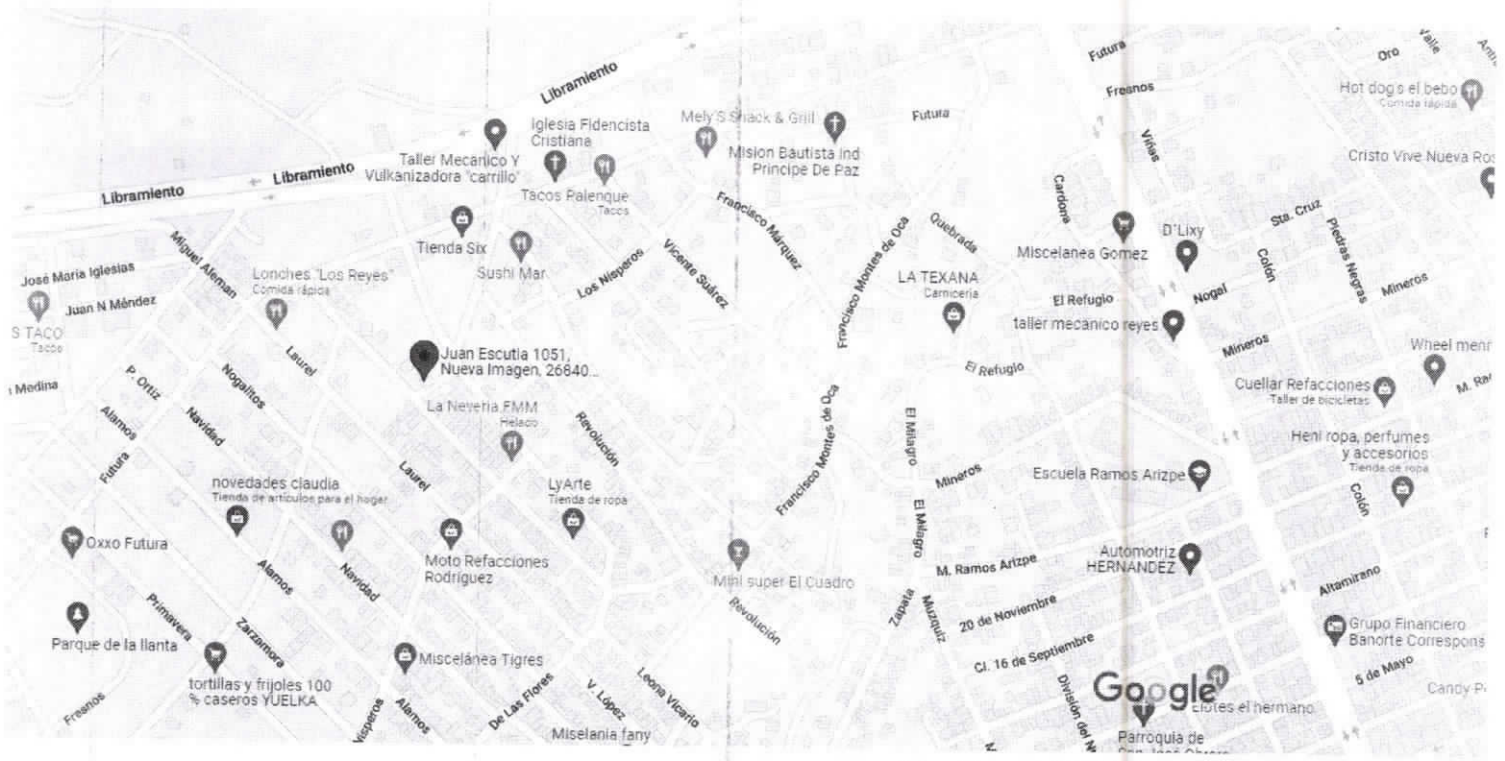 Futura
Oro
Valle
Libramiento
Fresnos
Hot dog's el bebo
Comida rápida
Iglesia Fidencista
Cristiana
Mely'S Snack & Grill
Futura
Viñas
Taller Mecanico Y
Vulkanizadora "carrillo"
Mision Bautista Ind
Principe De Paz
Cristo Vive Nueva Ros
Libramiento
Libramiento
Tacos Palenque
Tacos
Cardona
Francisco Márquez
Quebrada
Sta. Cruz
Piedras Negras
Tienda Six
Sushi Mar
Miguel Aleman
Los Nisperos
Vicente Suárez
Francisco Montes de Oca
Miscelanea Gomez
D'Lixy
Colón
José María Iglesias
Lonches "Los Reyes"
Comida rápida
LA TEXANA
Carnicería
Juan N Méndez
El Refugio
Nogal
Mineros
S TACO
Tacos
taller mecanico reyes
Mineros
Laurel
Juan Escutia 1051,
Nueva Imagen, 26840...
El Refugio
Wheel menr
Medina
P. Ortiz
Nogalitos
Cuellar Refacciones
Taller de bicicletas
M. Rar
La Nevería FMM
Helado
Francisco Montes de Oca
Alamos
Navidad
Revolución
El Milagro
Heni ropa, perfumes
y accesorios
Tienda de ropa
Futura
Laurel
Mineros
Escuela Ramos Arizpe
novedades claudia
Tienda de artículos para el hogar
LyArte
Tienda de ropa
Colón
El Milagro
Oxxo Futura
Moto Refacciones
Rodríguez
Automotriz
HERNÁNDEZ
Alamos
Navidad
Mini super El Cuadro
M. Ramos Arizpe
Altamirano
Primavera
Revolución
Zapata
Muzquiz
20 de Noviembre
Zarzamora
Grupo Financiero
Banorte Correspons
Parque de la llanta
Cl. 16 de Septiembre
Miscelánea Tigres
5 de Mayo
tortillas y frijoles 100
% caseros YUELKA
Leona Vicario
Google
Candy P
Fresnos
De Las Flores
V. López
Elotes el hermano
Alamos
Miselania fany
División del N
Parroquia de